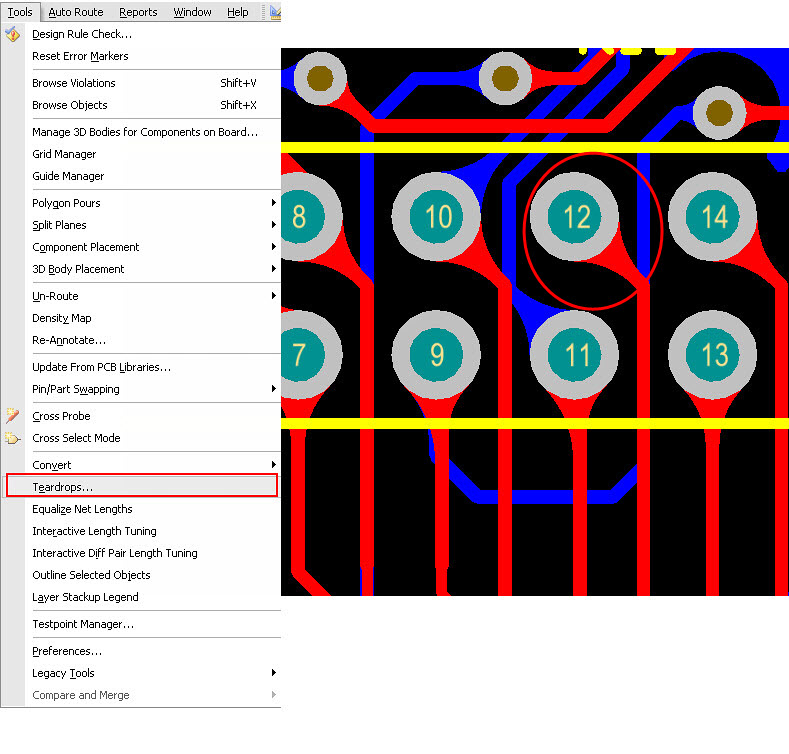 Tools Auto Route Reports Window Help
Design Rule Check...
Reset Error Markers
Browse Violations Shift+V
Browse Objects Shift+X
Manage 3D Bodies for Components on Board...
Grid Manager
Guide Manager
Polygon Pours
Split Planes
Component Placement
3D Body Placement
Un-Route
Density Map
Re-Annotate...
Update From PCB Libraries...
Pin/Part Swapping
Cross Probe
Cross Select Mode
Convert
Teardrops...
Equalize Net Lengths
Interactive Length Tuning
Interactive Diff Pair Length Tuning
Outline Selected Objects
Layer Stackup Legend
Testpoint Manager...
Preferences...
Legacy Tools
Compare and Merge
8 10 12 14
7 9 11 13